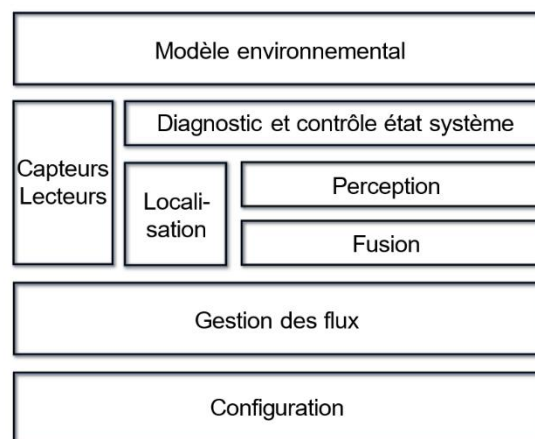 Modèle environnemental
Diagnostic et contrôle état système
Capteurs
Lecteurs
Locali-
sation
Perception
Fusion
Gestion des flux
Configuration